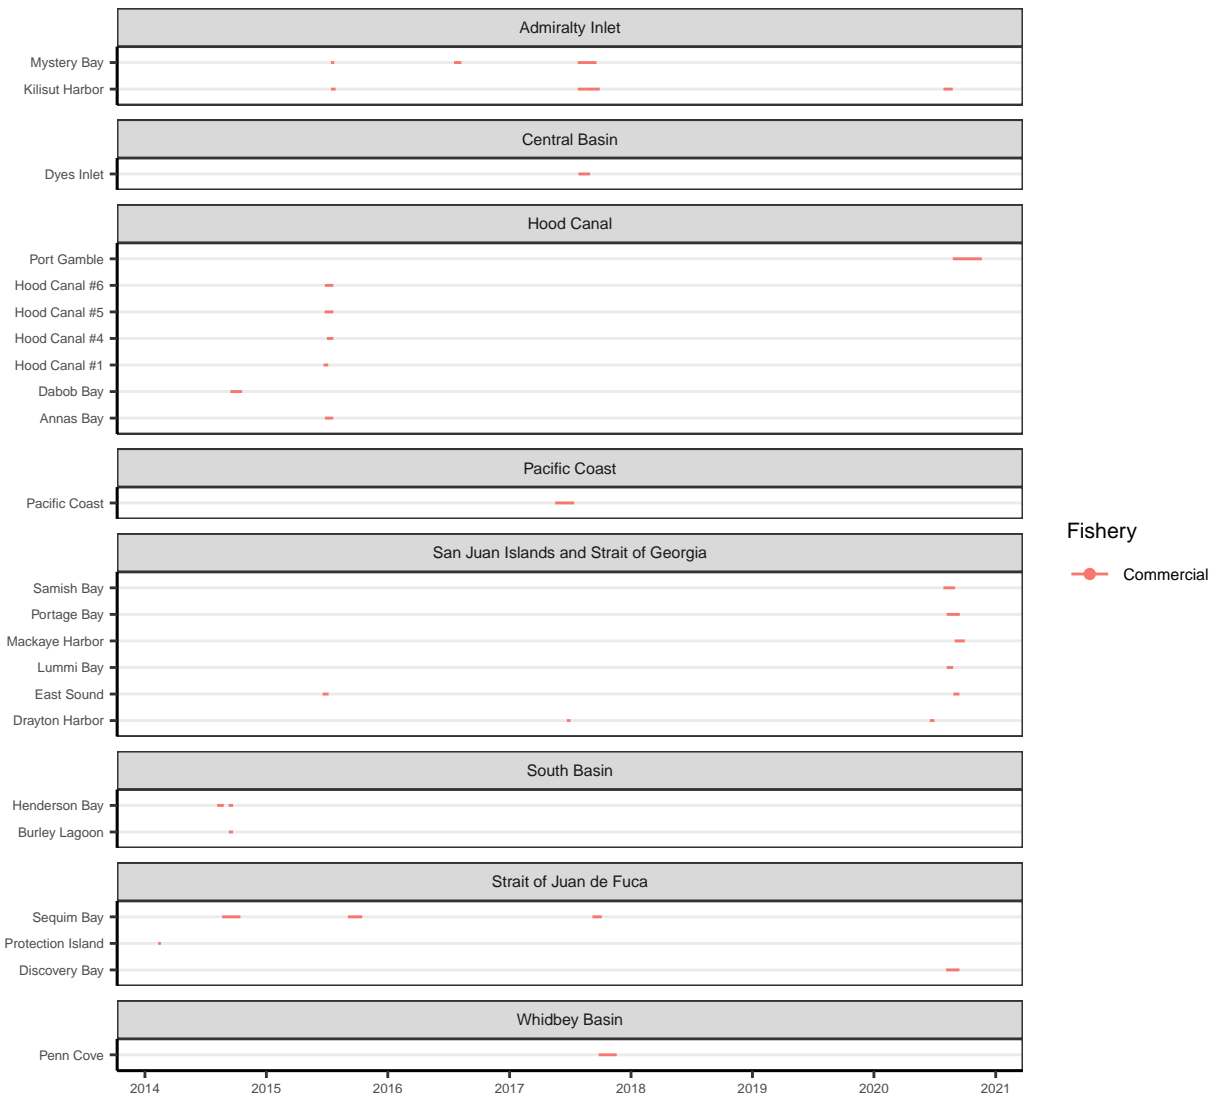 Admiralty Inlet
Mystery Bay
Kilisut Harbor
Central Basin
Dyes Inlet
Hood Canal
Port Gamble
Hood Canal #6
Hood Canal #5
Hood Canal #4
Hood Canal #1
Dabob Bay
Annas Bay
Pacific Coast
Pacific Coast
San Juan Islands and Strait of Georgia
Samish Bay
Portage Bay
Mackaye Harbor
Lummi Bay
East Sound
Drayton Harbor
South Basin
Henderson Bay
Burley Lagoon
Strait of Juan de Fuca
Sequim Bay
Protection Island
Discovery Bay
Whidbey Basin
Penn Cove
2014 2015 2016 2017 2018 2019 2020 2021
Fishery
Commercial